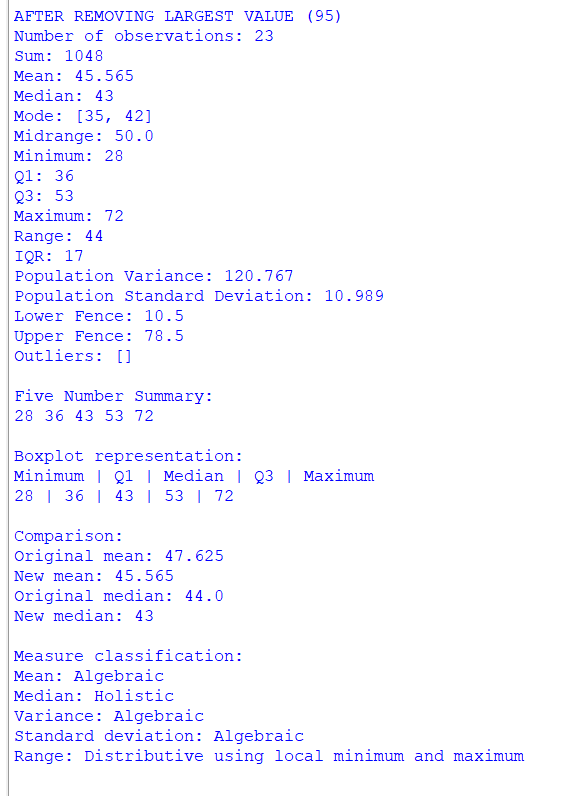 AFTER REMOVING LARGEST VALUE (95)
Number of observations: 23
Sum: 1048
Mean: 45.565
Median: 43
Mode: [35, 42]
Midrange: 50.0
Minimum: 28
Q1: 36
Q3: 53
Maximum: 72
Range: 44
IQR: 17
Population Variance: 120.767
Population Standard Deviation: 10.989
Lower Fence: 10.5
Upper Fence: 78.5
Outliers: []
Five Number Summary:
28 36 43 53 72
Boxplot representation:
Minimum | Q1 | Median | Q3 | Maximum
28 | 36 | 43 | 53 | 72
Comparison:
Original mean: 47.625
New mean: 45.565
Original median: 44.0
New median: 43
Measure classification:
Mean: Algebraic
Median: Holistic
Variance: Algebraic
Standard deviation: Algebraic
Range: Distributive using local minimum and maximum